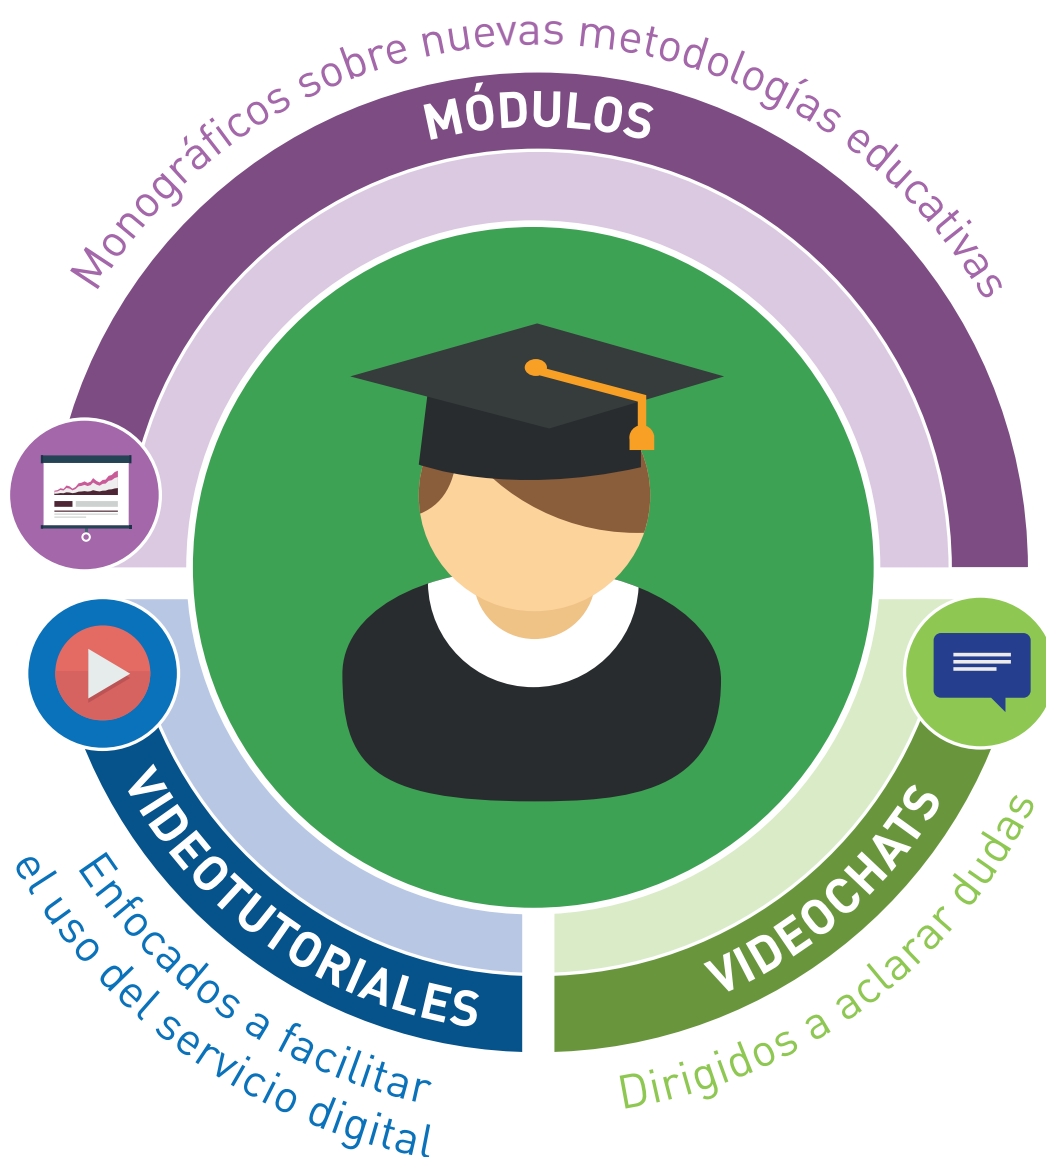 Monográficos sobre nuevas metodologías educativas
MÓDULOS
VIDEOTUTORIALES
Enfocados a facilitar
el uso del servicio digital
VIDEOCHATS
Dirigidos a aclarar dudas